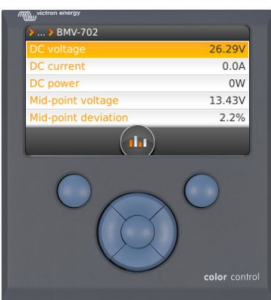 victron energy
> ... > BMV-702
DC voltage 26.29V
DC current 0.0A
DC power 0W
Mid-point voltage 13.43V
Mid-point deviation 2.2%
color control